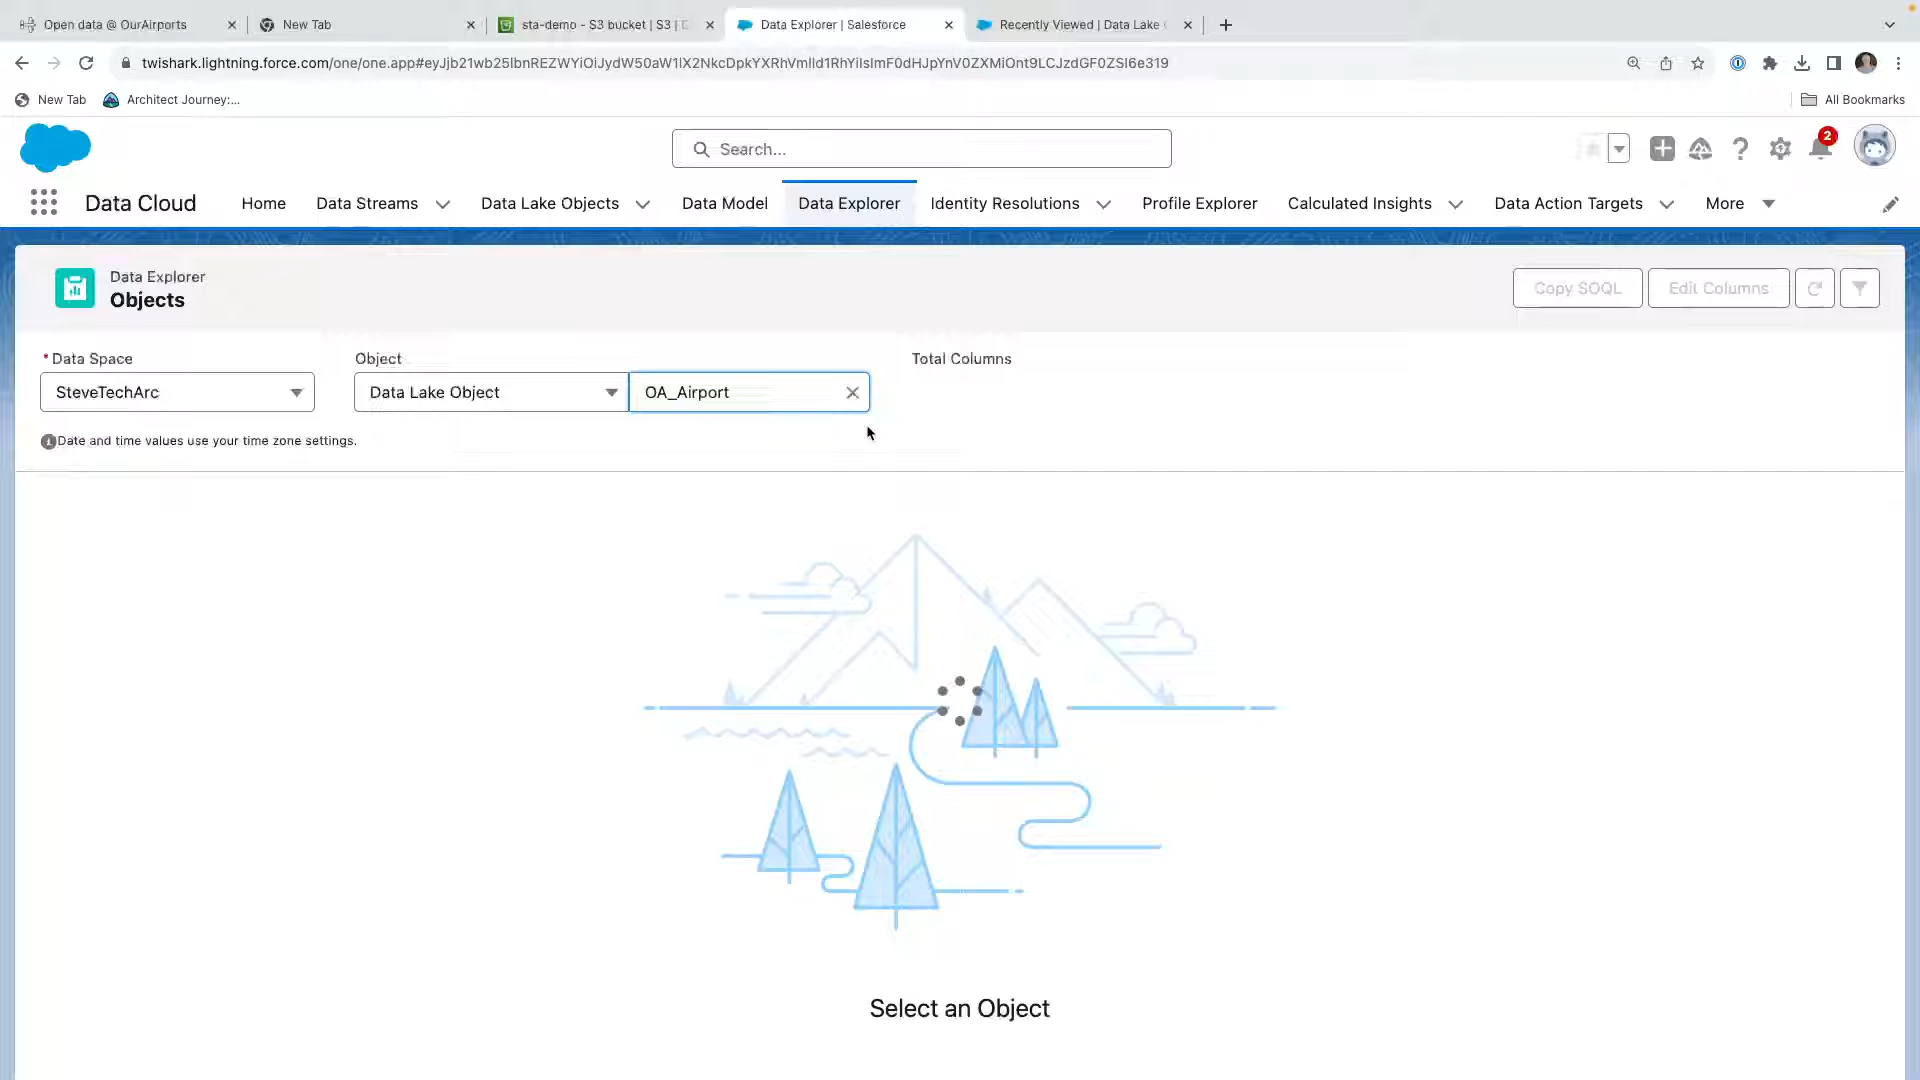 Open data @ OurAirports
New Tab
sta-demo - S3 bucket | S3 |
Data Explorer | Salesforce
Recently Viewed | Data Lake
twishark.lightning.force.com/one/one.app#eyJjb21wb25lbnREZWYiOiJydW50aW1lX2NkcDpkYXRhVmlld1RhYiIsImF0dHJpYnV0ZXMiOnt9LCJzdGF0ZSI6e319
New Tab
Architect Journey:...
All Bookmarks
Search...
2
Data Cloud
Home
Data Streams
Data Lake Objects
Data Model
Data Explorer
Identity Resolutions
Profile Explorer
Calculated Insights
Data Action Targets
More
Data Explorer
Objects
Copy SOQL
Edit Columns
* Data Space
Object
Total Columns
SteveTechArc
Data Lake Object
OA_Airport
Date and time values use your time zone settings.
Select an Object